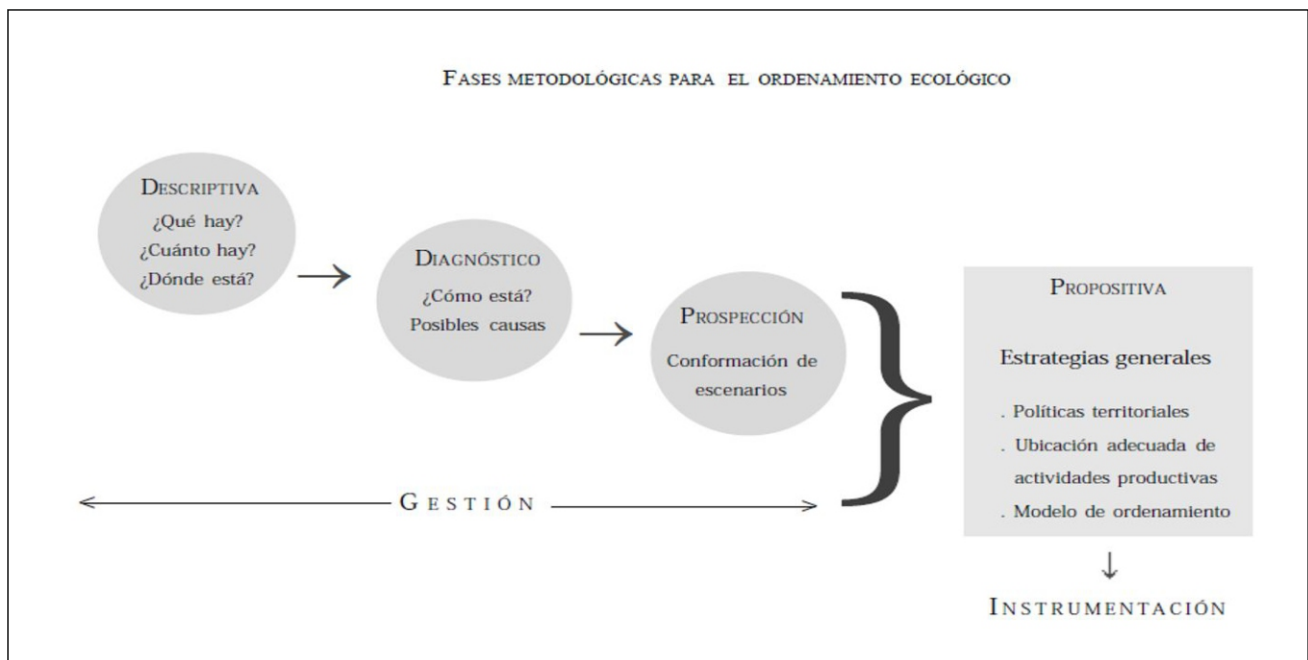 FASES METODOLÓGICAS PARA EL ORDENAMIENTO ECOLÓGICO
DESCRIPTIVA
¿Qué hay?
¿Cuánto hay?
¿Dónde está?
DIAGNÓSTICO
¿Cómo está?
Posibles causas
PROSPECCIÓN
Conformación de
escenarios
PROPOSITIVA
Estrategias generales
. Políticas territoriales
. Ubicación adecuada de
actividades productivas
. Modelo de ordenamiento
GESTIÓN
INSTRUMENTACIÓN